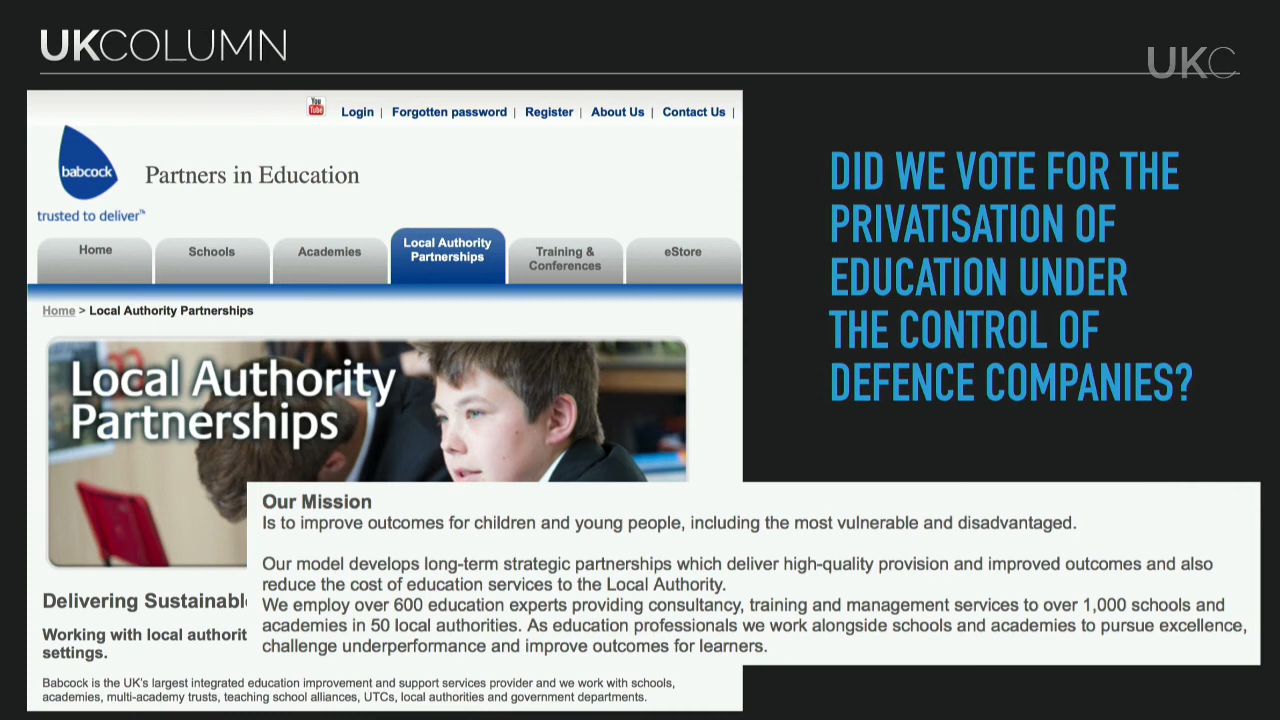 UKCOLUMN
UKC
You
Tube
Login | Forgotten password | Register | About Us | Contact Us |
babcock
trusted to deliver™
Partners in Education
Home
Schools
Academies
Local Authority
Partnerships
Training &
Conferences
eStore
Home > Local Authority Partnerships
Local Authority
Partnerships
DID WE VOTE FOR THE
PRIVATISATION OF
EDUCATION UNDER
THE CONTROL OF
DEFENCE COMPANIES?
Our Mission
Is to improve outcomes for children and young people, including the most vulnerable and disadvantaged.
Our model develops long-term strategic partnerships which deliver high-quality provision and improved outcomes and also
reduce the cost of education services to the Local Authority.
We employ over 600 education experts providing consultancy, training and management services to over 1,000 schools and
academies in 50 local authorities. As education professionals we work alongside schools and academies to pursue excellence,
challenge underperformance and improve outcomes for learners.
Delivering Sustainabl
Working with local authorit
settings.
Babcock is the UK's largest integrated education improvement and support services provider and we work with schools,
academies, multi-academy trusts, teaching school alliances, UTCs, local authorities and government departments.